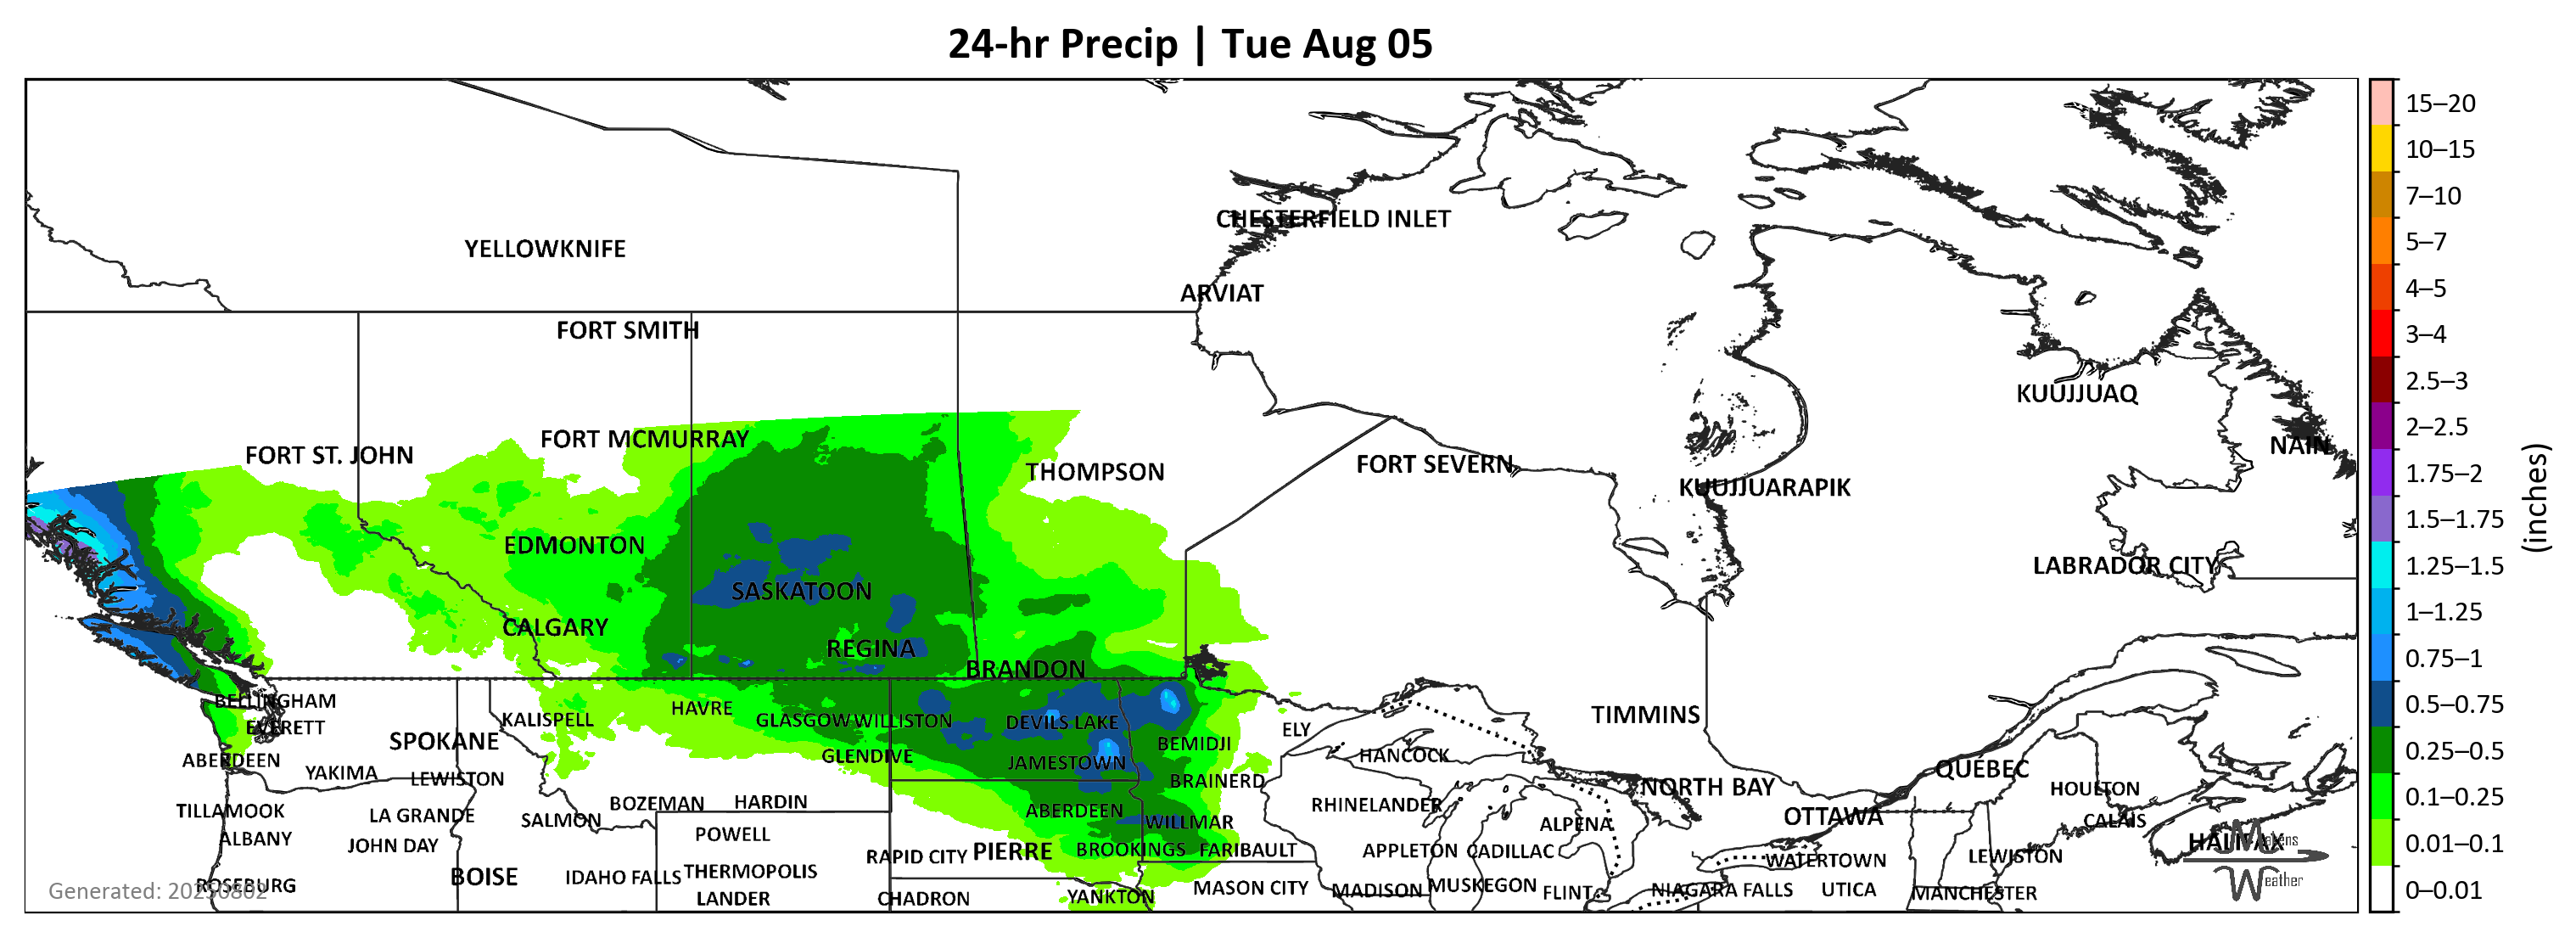 24-hr Precip | Tue Aug 05
CHESTERFIELD INLET
YELLOWKNIFE
ARVIAT
FORT SMITH
KUUJJUAQ
FORT MCMURRAY
NAIN
FORT ST. JOHN
FORT SEVERN
THOMPSON
KUUJJUARAPIK
EDMONTON
LABRADOR CITY
SASKATOON
CALGARY
REGINA
BRANDON
BELLINGHAM
HAVRE
TIMMINS
KALISPELL
GLASGOW
WILLISTON
DEVILS LAKE
EVERETT
ELY
SPOKANE
BEMIDJI
HANCOCK
GLENDIVE
ABERDEEN
JAMESTOWN
QUÉBEC
YAKIMA
LEWISTON
BRAINERD
NORTH BAY
HOULTON
BOZEMAN
HARDIN
RHINELANDER
TILLAMOOK
LA GRANDE
ABERDEEN
OTTAWA
SALMON
WILLMAR
CALAIS
ALPENA
POWELL
ALBANY
HALIFAX
JOHN DAY
BROOKINGS
FARIBAULT
APPLETON
CADILLAC
PIERRE
RAPID CITY
LEWISTON
WATERTOWN
THERMOPOLIS
BOISE
IDAHO FALLS
ROSEBURG
MASON CITY
MADISON
MUSKEGON
FLINT
NIAGARA FALLS
UTICA
MANCHESTER
LANDER
CHADRON
YANKTON
Generated: 20250802
Weather
15–20
10–15
7–10
5–7
4–5
3–4
2.5–3
2–2.5
1.75–2
1.5–1.75
1.25–1.5
1–1.25
0.75–1
0.5–0.75
0.25–0.5
0.1–0.25
0.01–0.1
0–0.01
(inches)